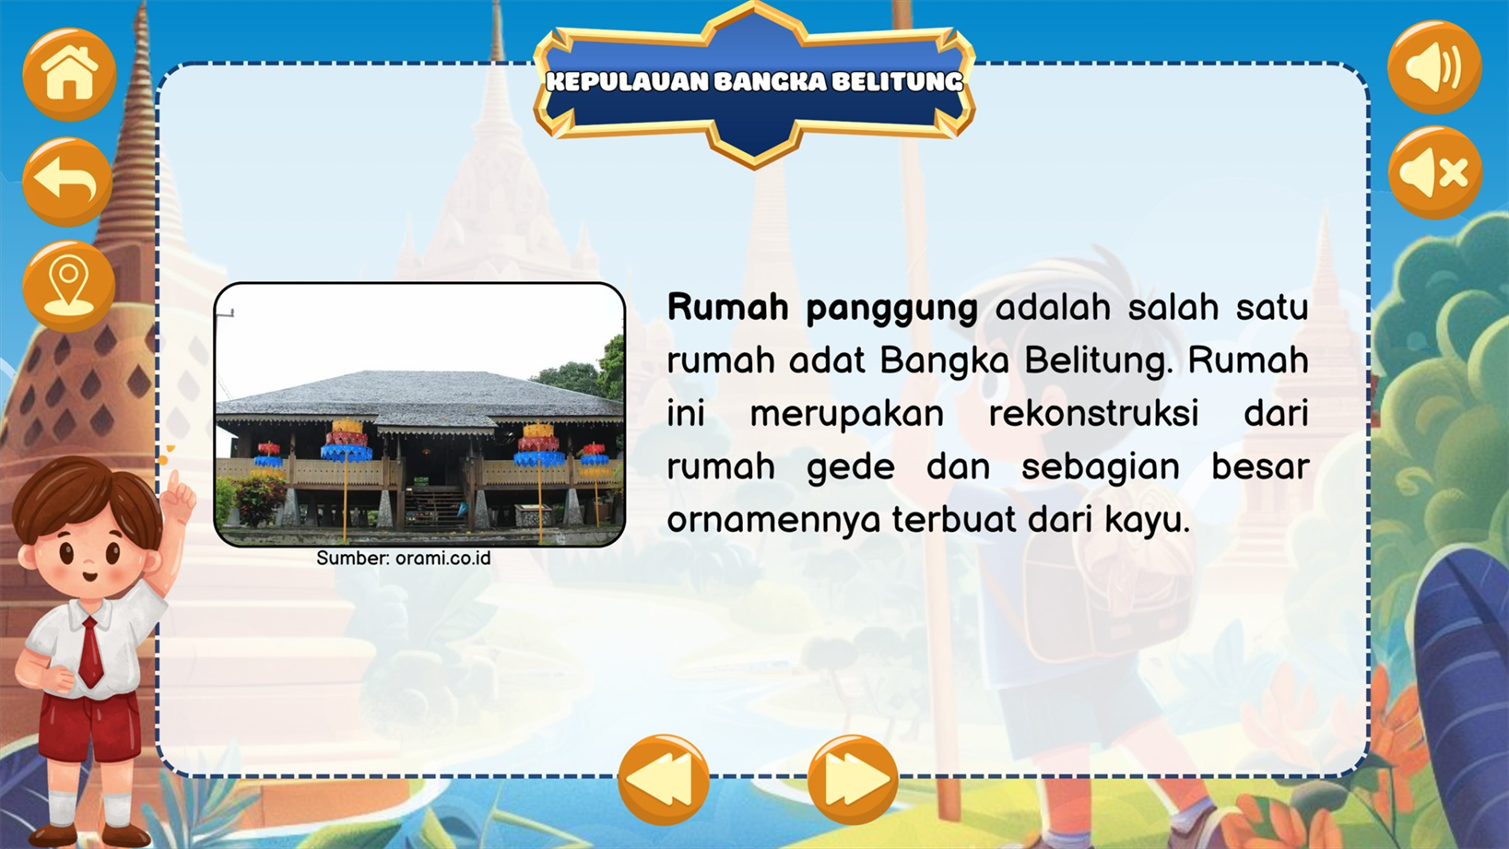 KEPULAUAN BANGKA BELITUNG
Rumah panggung adalah salah satu
rumah adat Bangka Belitung. Rumah
ini merupakan rekonstruksi dari
rumah gede dan sebagian besar
ornamennya terbuat dari kayu.
Sumber: orami.co.id